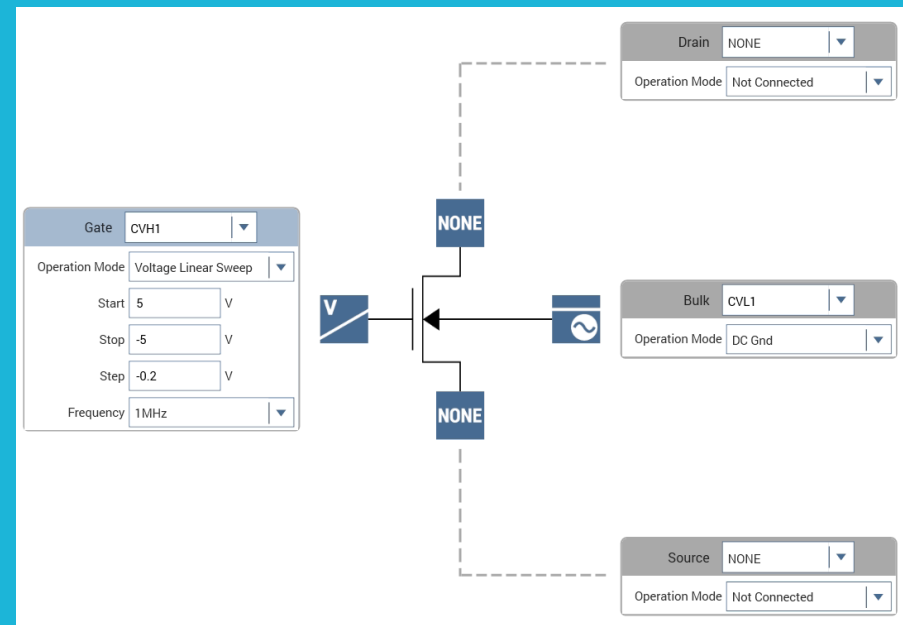 Drain NONE
Operation Mode Not Connected
NONE
Gate CVH1
Operation Mode Voltage Linear Sweep
Start 5 V
Stop -5 V
Step -0.2 V
Frequency 1MHz
V
Bulk CVL1
Operation Mode DC Gnd
NONE
Source NONE
Operation Mode Not Connected